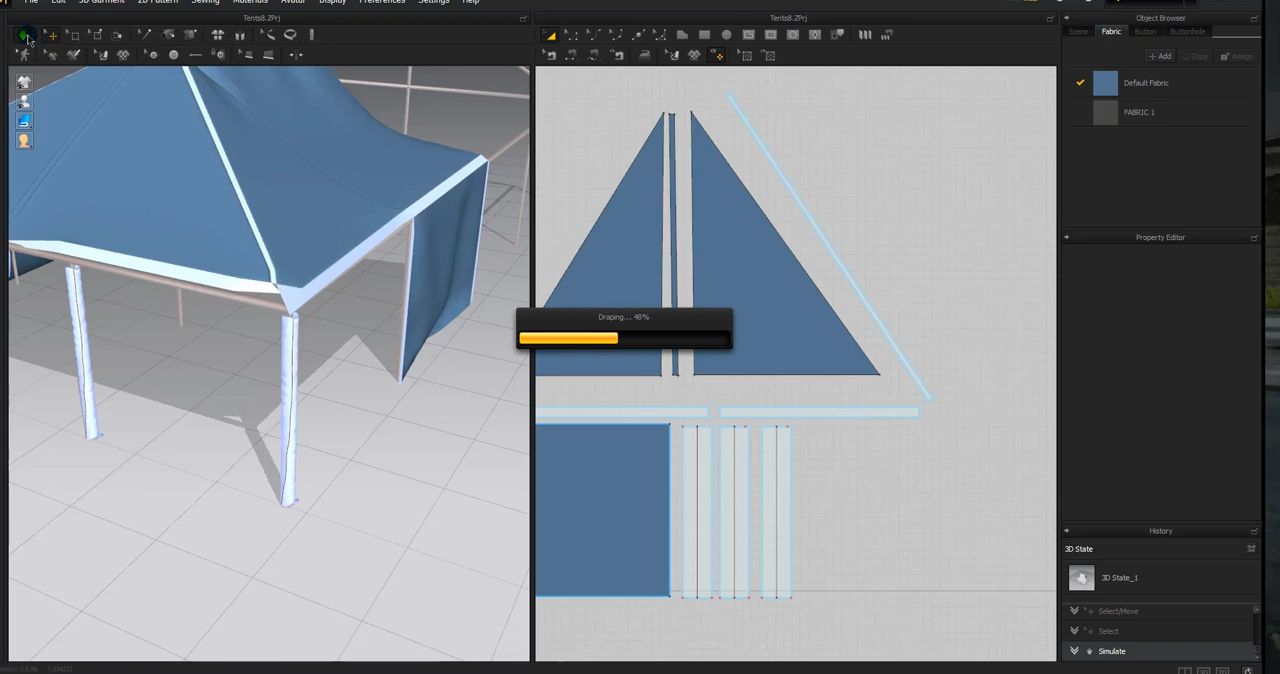 File Edit 3D Garment 2D Pattern Sewing Materials Avatar Display Preferences Settings Help
Tents8.ZPrj
Tents8.ZPrj
Object Browser
Scene Fabric Button Buttonhole
+ Add Copy Assign
Default Fabric
FABRIC 1
Property Editor
Draping... 48%
History
3D State
3D State_1
Select/Move
Select
Simulate